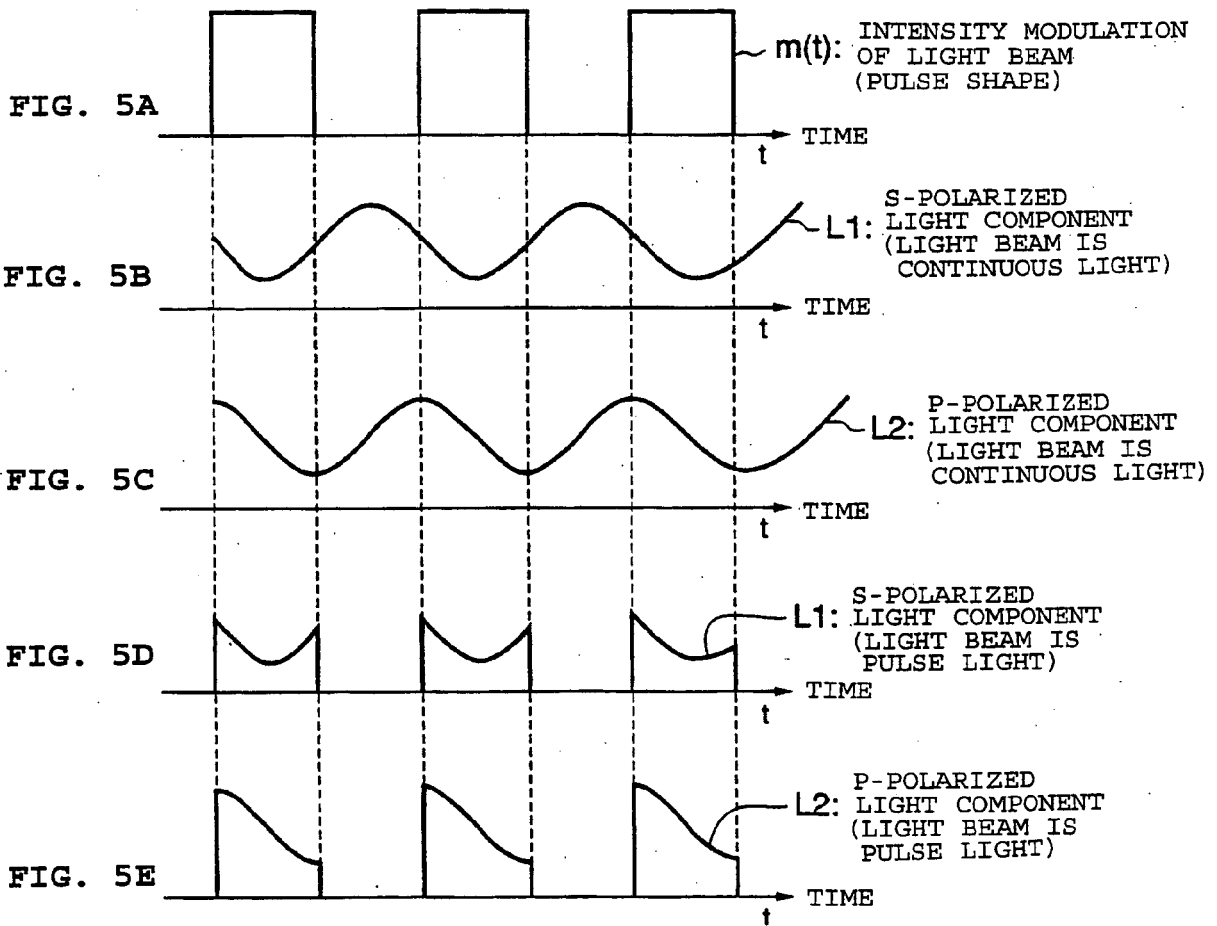 m(t): INTENSITY MODULATION
OF LIGHT BEAM
(PULSE SHAPE)
FIG. 5A
TIME
t
S-POLARIZED
L1: LIGHT COMPONENT
(LIGHT BEAM IS
CONTINUOUS LIGHT)
FIG. 5B
TIME
t
P-POLARIZED
L2: LIGHT COMPONENT
(LIGHT BEAM IS
CONTINUOUS LIGHT)
FIG. 5C
TIME
t
S-POLARIZED
L1: LIGHT COMPONENT
(LIGHT BEAM IS
PULSE LIGHT)
FIG. 5D
TIME
t
P-POLARIZED
L2: LIGHT COMPONENT
(LIGHT BEAM IS
PULSE LIGHT)
FIG. 5E
TIME
t